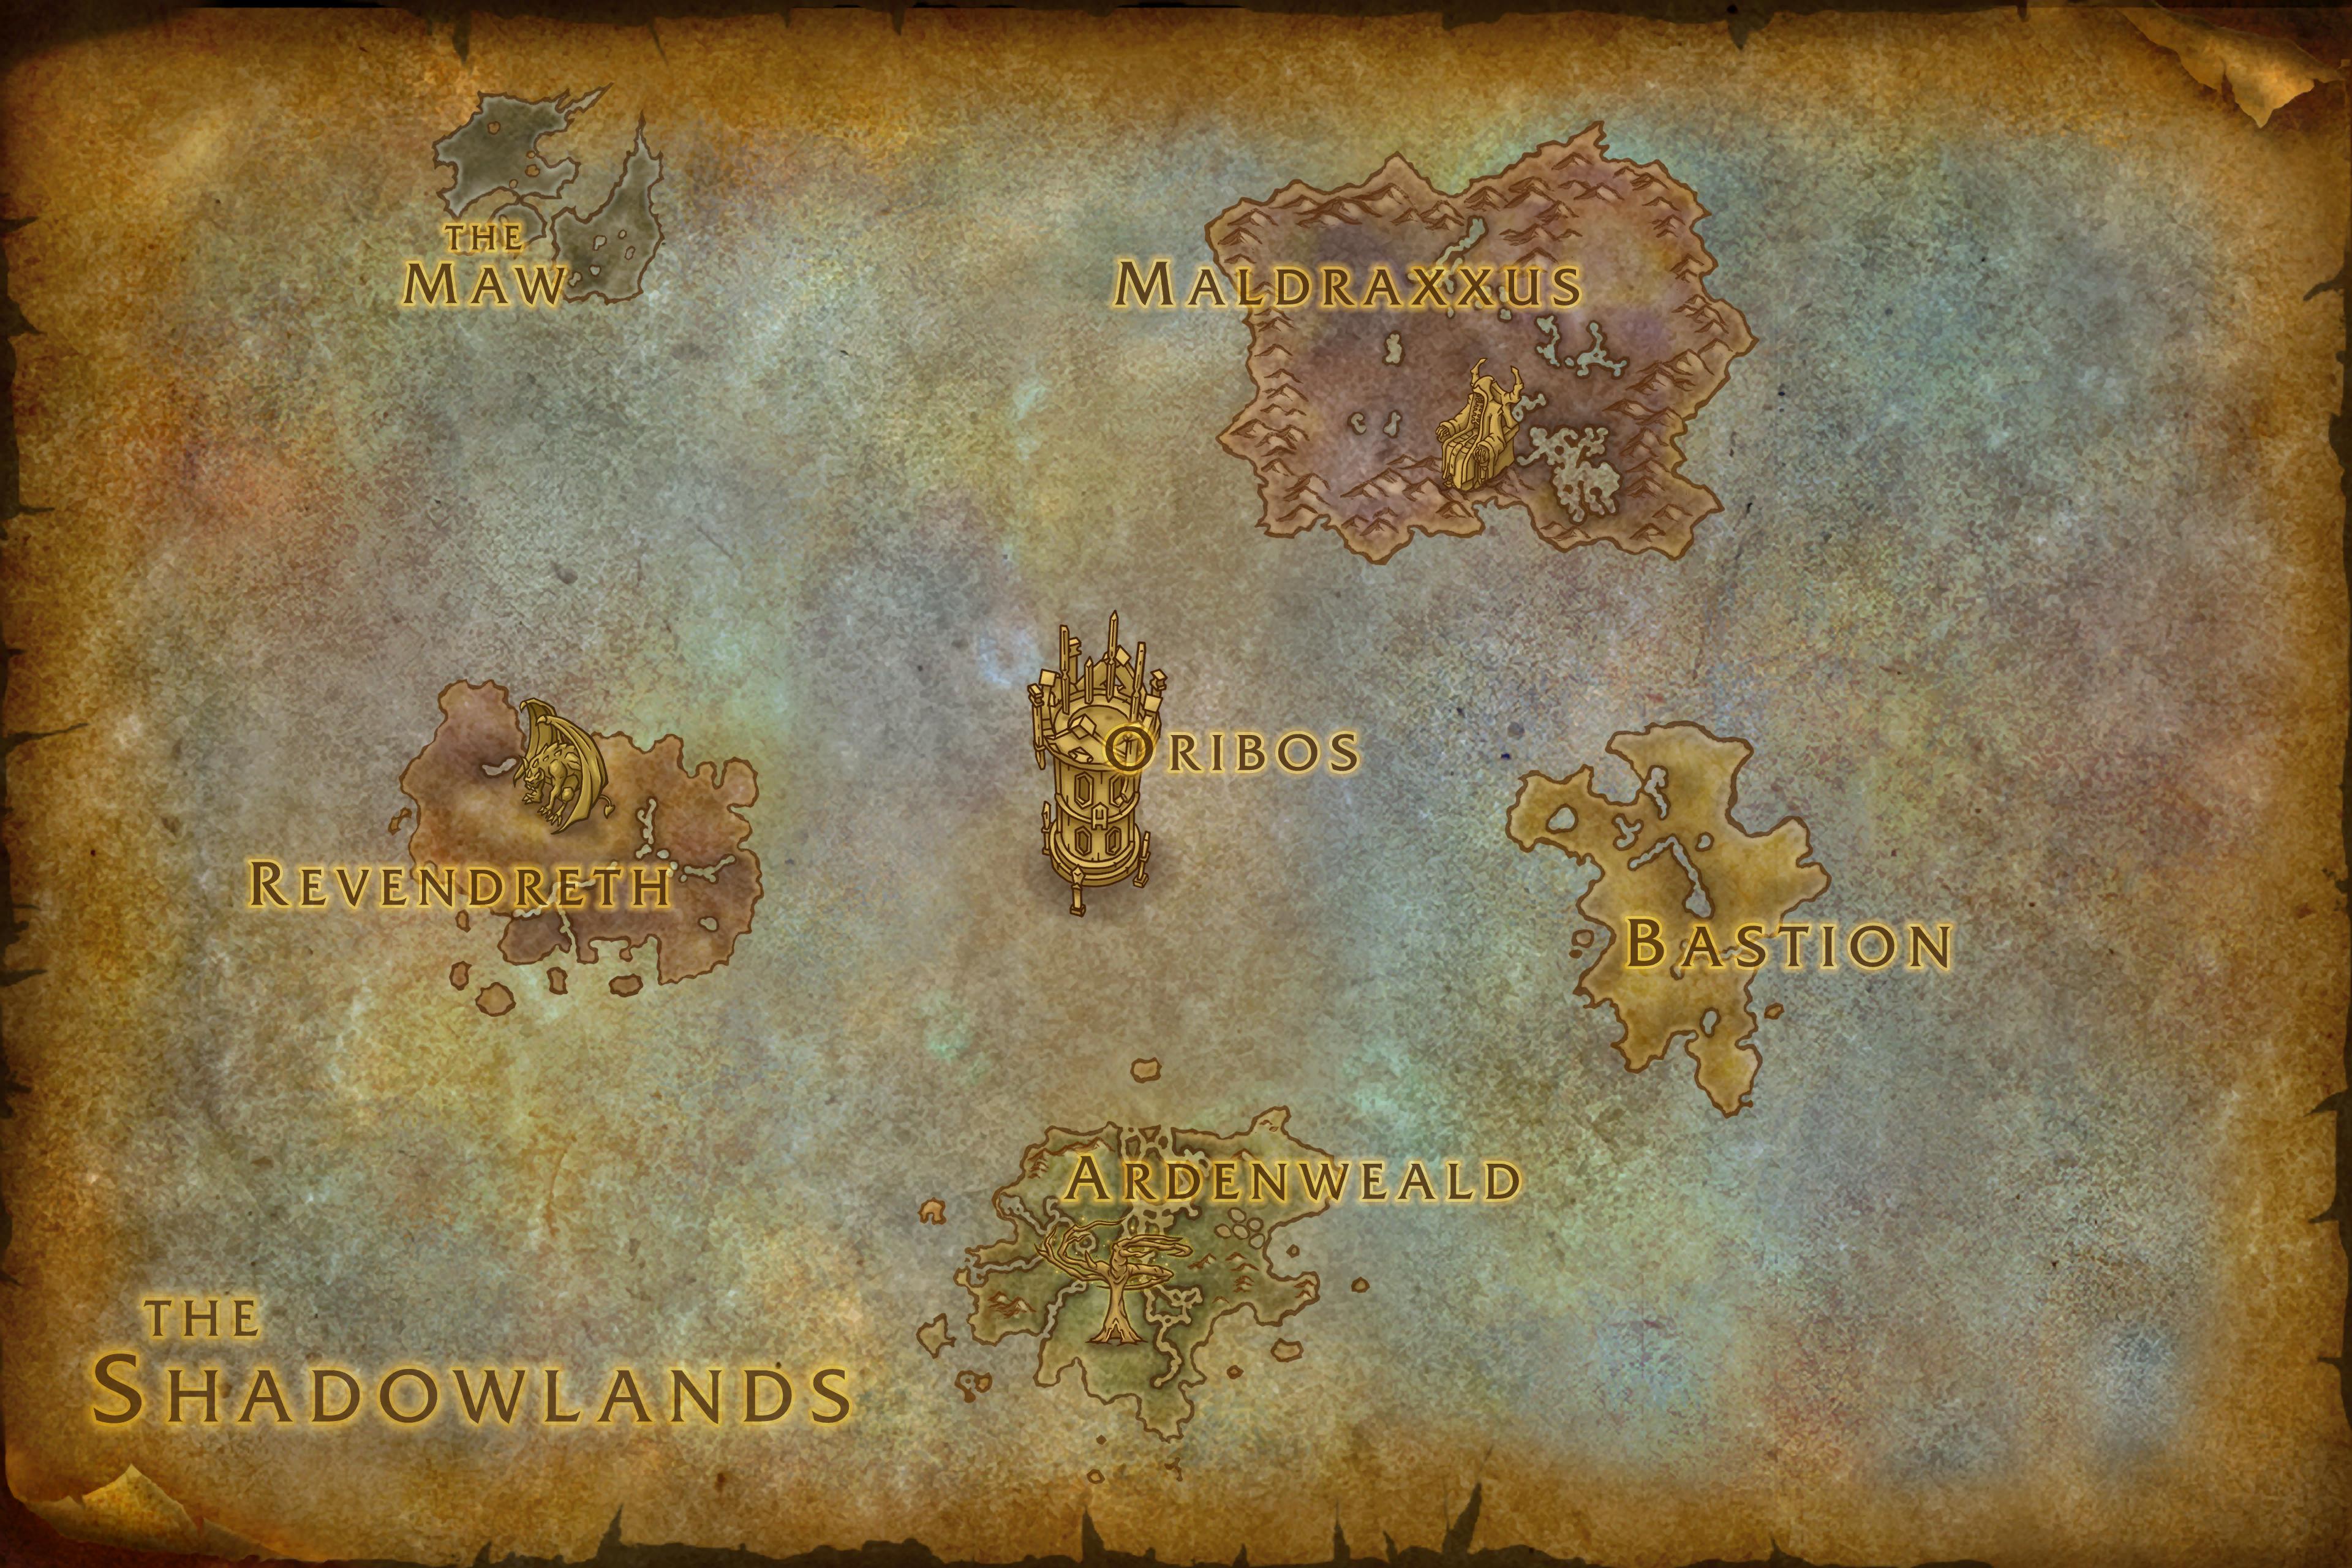 THE
MAW
MALDRAXXUS
ORIBOS
REVENDRETH
BASTION
ARDENWEALD
THE
SHADOWLANDS